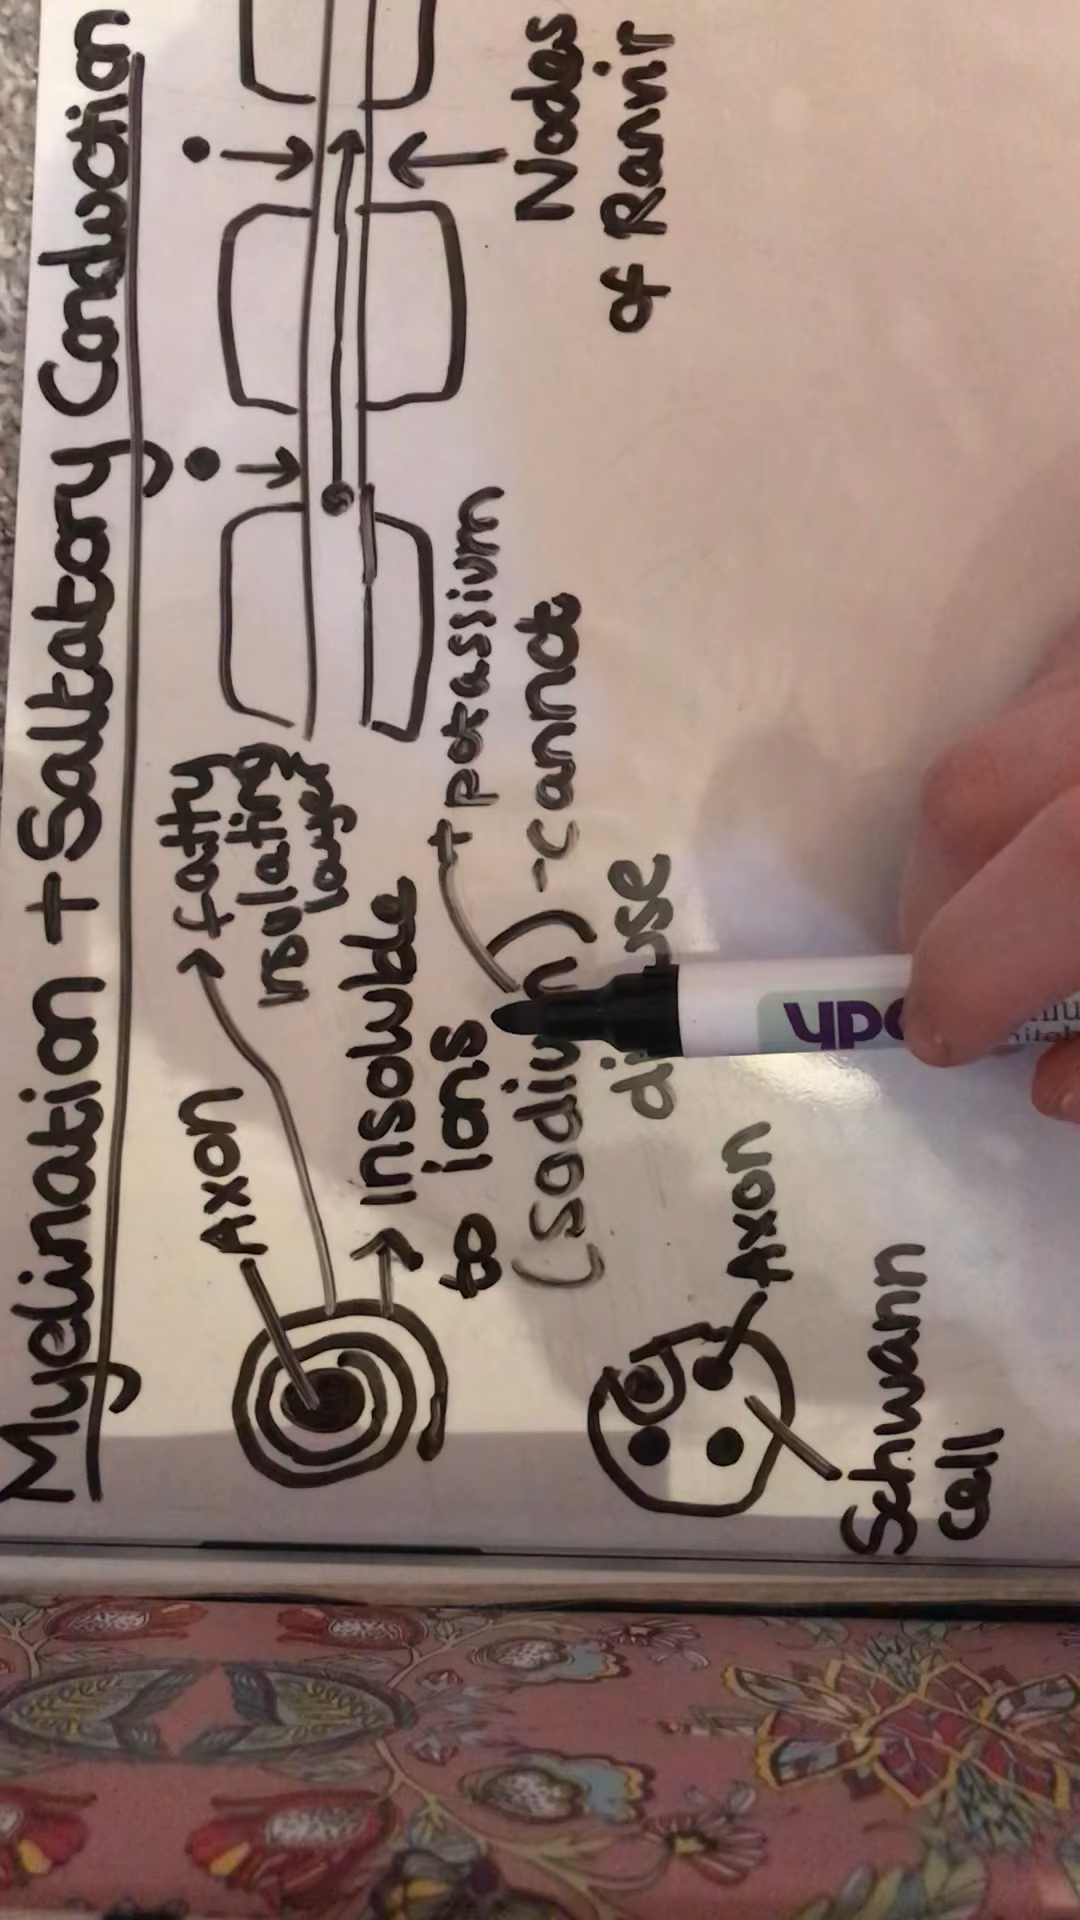 Myelination + Saltatory Conduction
Axon
fatty
insulating
layer
insoluble
to ions
(sodium) - cannot
+ potassium
diffuse
Nodes
of Ranvir
Axon
Schwann
cell